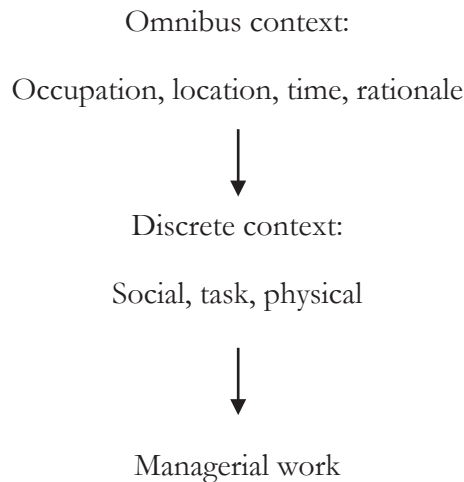 Omnibus context:
Occupation, location, time, rationale
Discrete context:
Social, task, physical
Managerial work